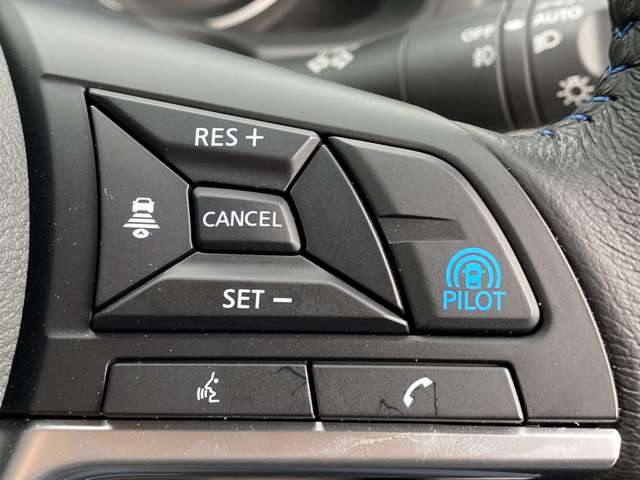 OFF
AUTO
RES +
CANCEL
SET −
PILOT